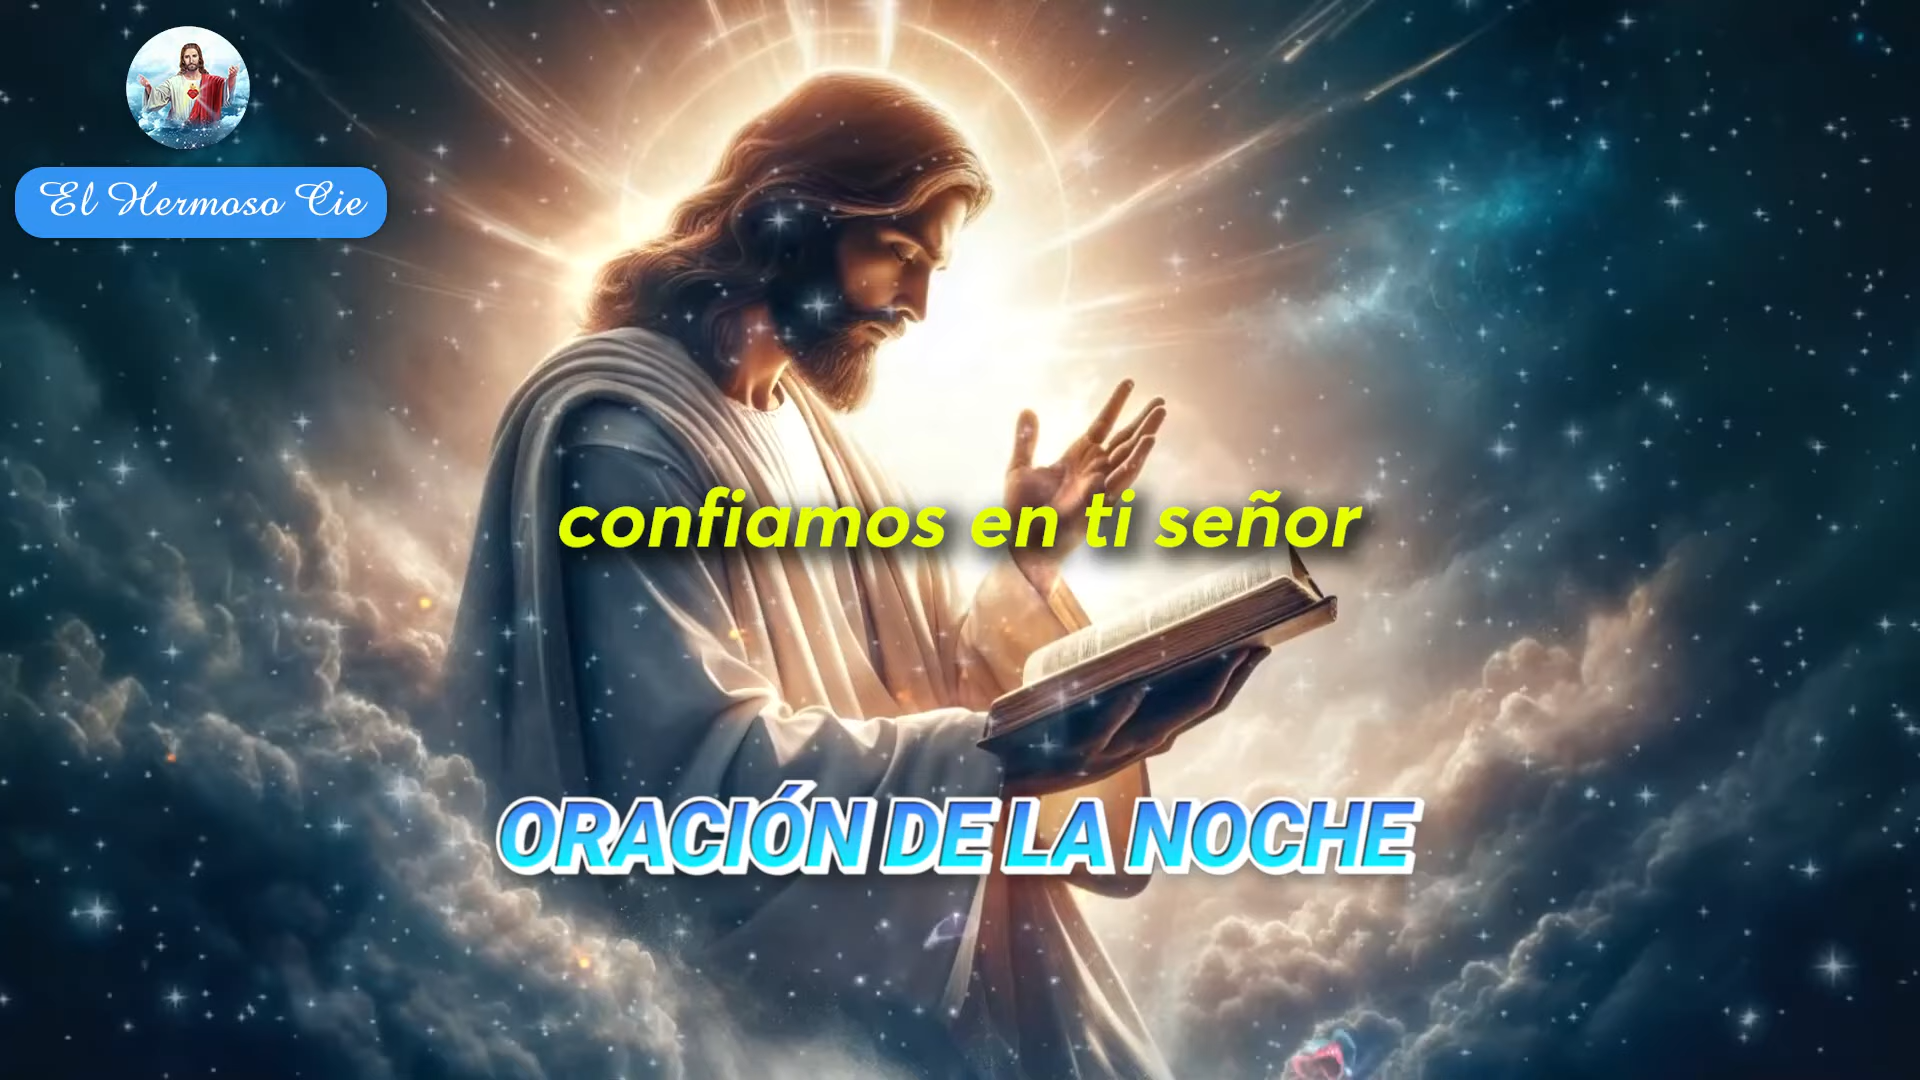 El Hermoso Cie
confiamos en ti señor
ORACIÓN DE LA NOCHE